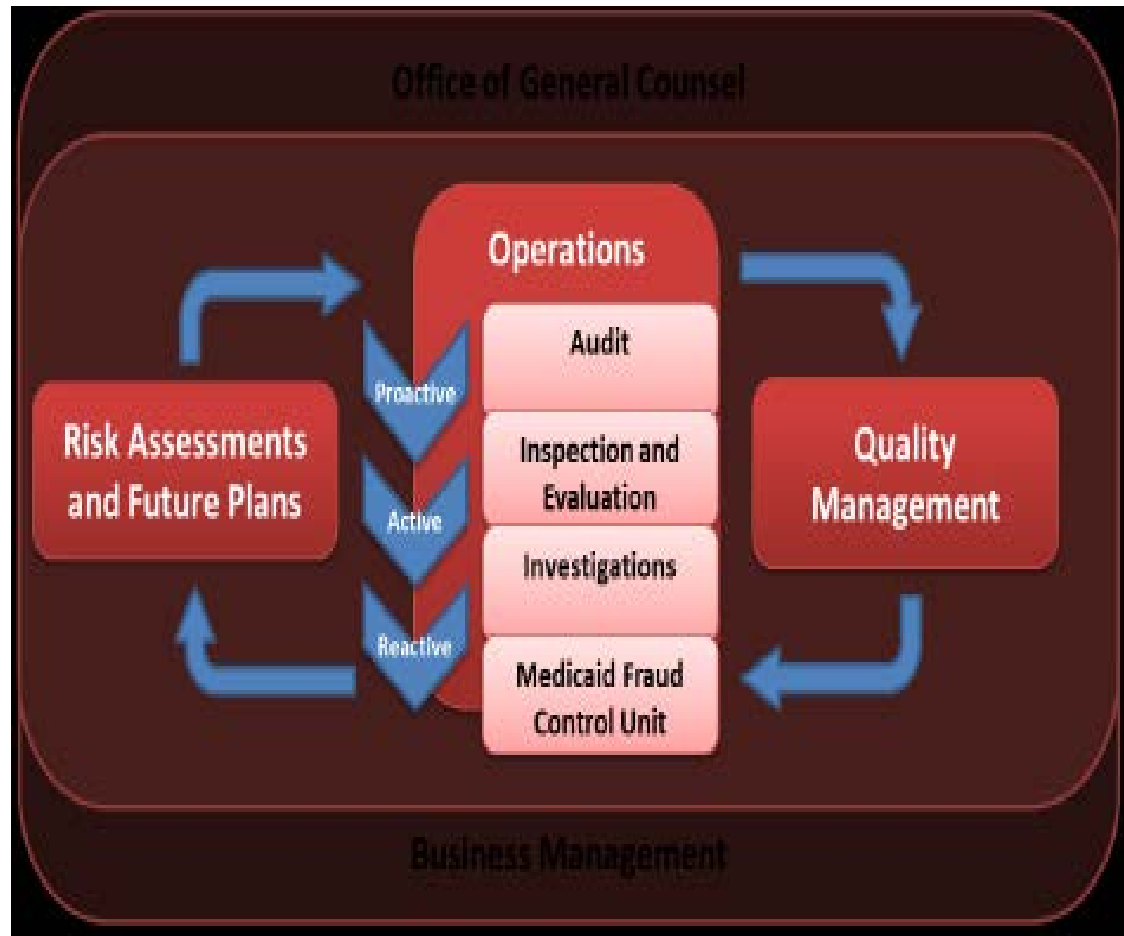 Office of General Counsel
Operations
Audit
Proactive
Inspection and
Evaluation
Risk Assessments
and Future Plans
Quality
Management
Active
Investigations
Reactive
Medicaid Fraud
Control Unit
Business Management